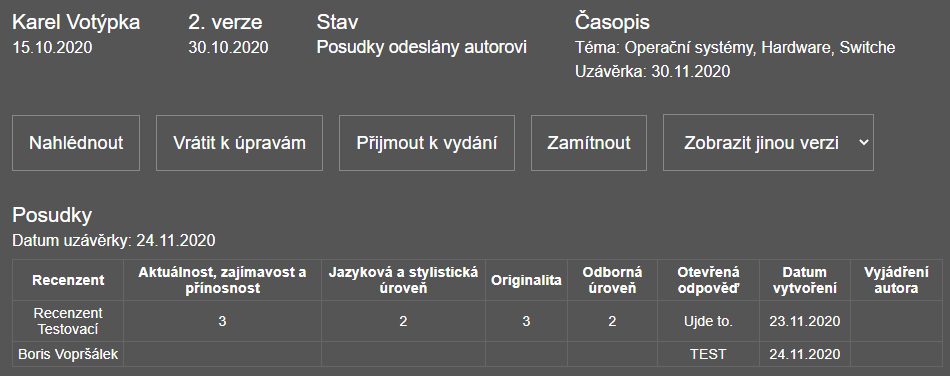 Karel Votýpka 2. verze Stav Časopis
15.10.2020 30.10.2020 Posudky odeslány autorovi Téma: Operační systémy, Hardware, Switche
Uzávěrka: 30.11.2020
Nahlédnout Vrátit k úpravám Přijmout k vydání Zamítnout Zobrazit jinou verzi
Posudky
Datum uzávěrky: 24.11.2020
Recenzent Aktuálnost, zajímavost a přínosnost Jazyková a stylistická úroveň Originalita Odborná úroveň Otevřená odpověď Datum vytvoření Vyjádření autora
Recenzent Testovací 3 2 3 2 Ujde to. 23.11.2020
Boris Vopršálek TEST 24.11.2020